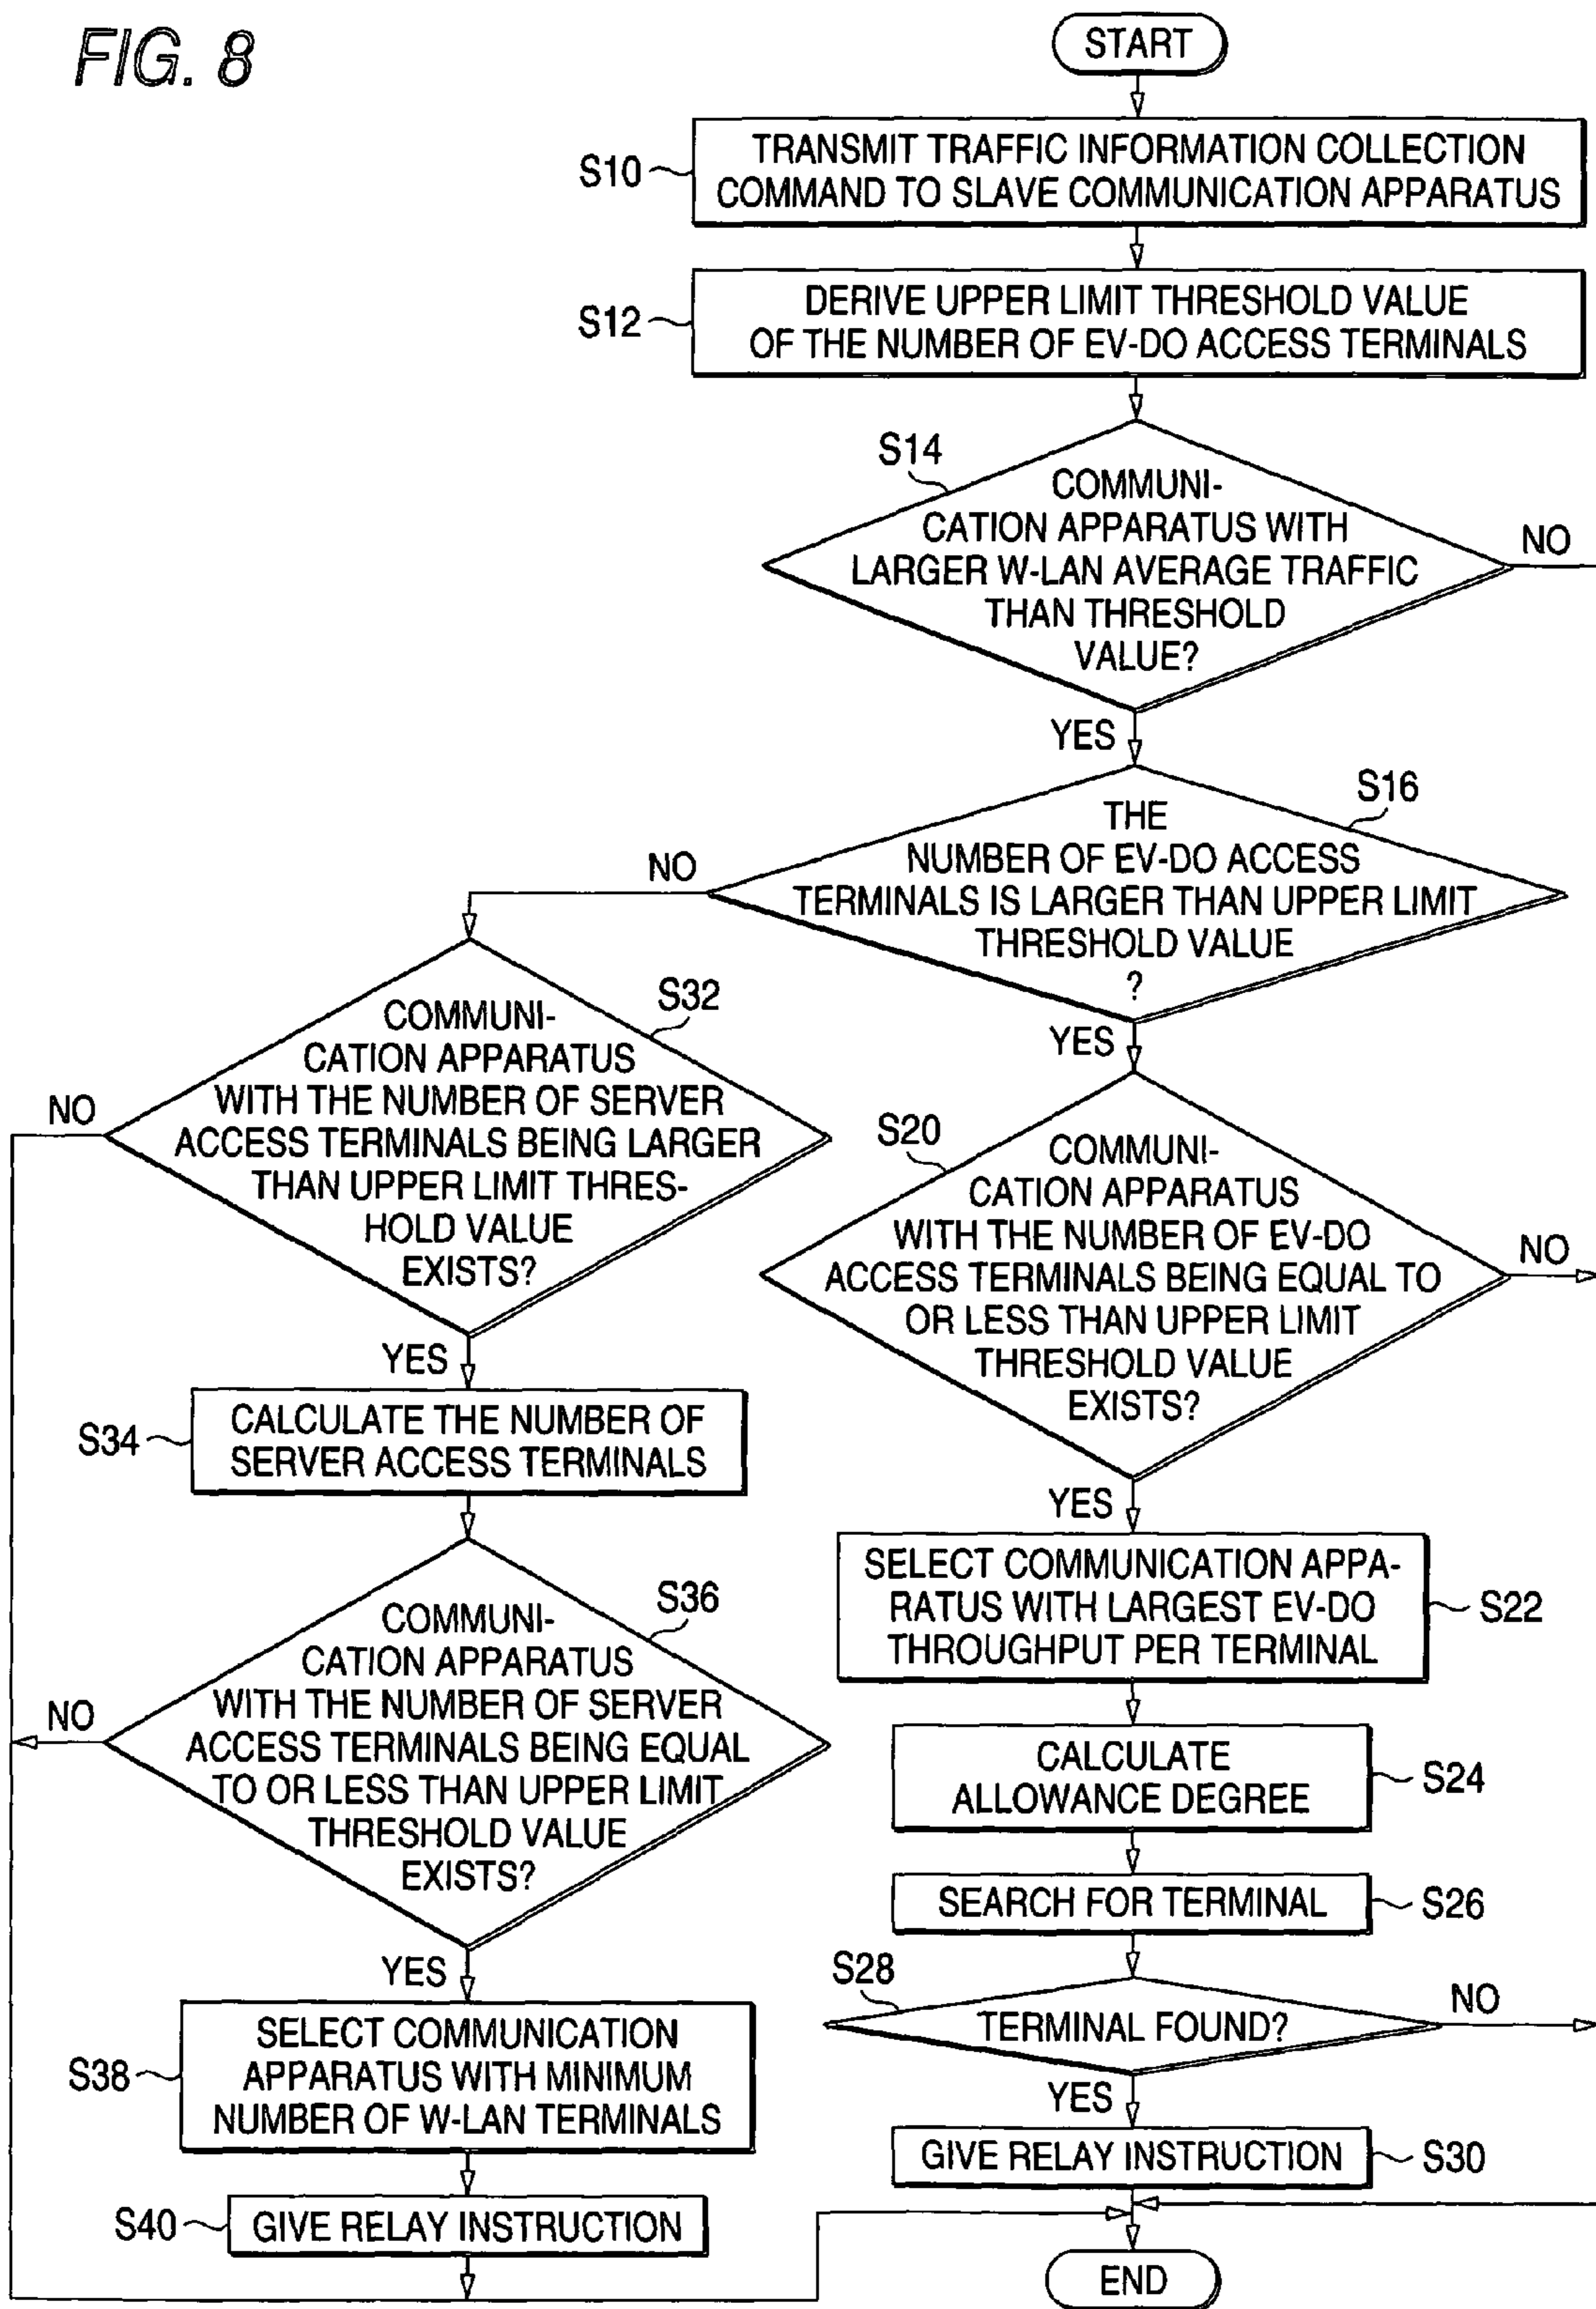 FIG. 8
START
S10
TRANSMIT TRAFFIC INFORMATION COLLECTION
COMMAND TO SLAVE COMMUNICATION APPARATUS
S12
DERIVE UPPER LIMIT THRESHOLD VALUE
OF THE NUMBER OF EV-DO ACCESS TERMINALS
S14
COMMUNI-
CATION APPARATUS WITH
LARGER W-LAN AVERAGE TRAFFIC
THAN THRESHOLD
VALUE?
NO
YES
S16
THE
NUMBER OF EV-DO ACCESS
TERMINALS IS LARGER THAN UPPER LIMIT
THRESHOLD VALUE
?
NO
YES
S32
COMMUNI-
CATION APPARATUS
WITH THE NUMBER OF SERVER
ACCESS TERMINALS BEING LARGER
THAN UPPER LIMIT THRES-
HOLD VALUE
EXISTS?
NO
YES
S34
CALCULATE THE NUMBER OF
SERVER ACCESS TERMINALS
S36
COMMUNI-
CATION APPARATUS
WITH THE NUMBER OF SERVER
ACCESS TERMINALS BEING EQUAL
TO OR LESS THAN UPPER LIMIT
THRESHOLD VALUE
EXISTS?
NO
YES
S38
SELECT COMMUNICATION
APPARATUS WITH MINIMUM
NUMBER OF W-LAN TERMINALS
S40
GIVE RELAY INSTRUCTION
S20
COMMUNI-
CATION APPARATUS
WITH THE NUMBER OF EV-DO
ACCESS TERMINALS BEING EQUAL TO
OR LESS THAN UPPER LIMIT
THRESHOLD VALUE
EXISTS?
NO
YES
SELECT COMMUNICATION APPA-
RATUS WITH LARGEST EV-DO
THROUGHPUT PER TERMINAL
S22
CALCULATE
ALLOWANCE DEGREE
S24
SEARCH FOR TERMINAL
S26
S28
TERMINAL FOUND?
NO
YES
GIVE RELAY INSTRUCTION
S30
END